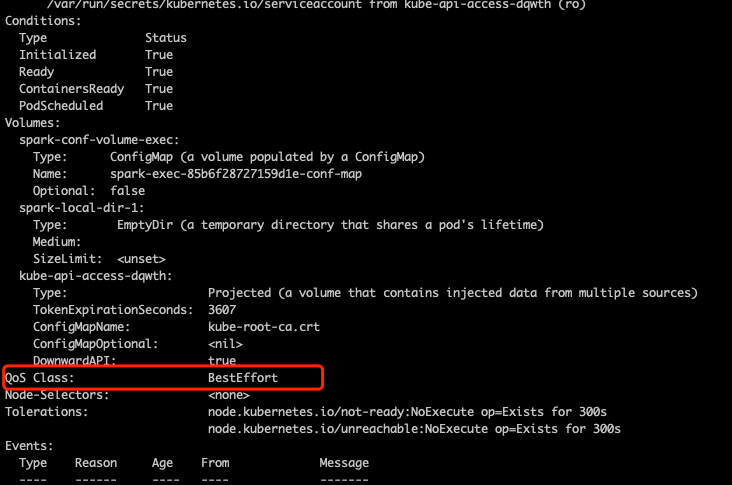 /var/run/secrets/kubernetes.io/serviceaccount from kube-api-access-dqwth (ro)
Conditions:
  Type              Status
  Initialized       True
  Ready             True
  ContainersReady   True
  PodScheduled      True
Volumes:
  spark-conf-volume-exec:
    Type:      ConfigMap (a volume populated by a ConfigMap)
    Name:      spark-exec-85b6f28727159d1e-conf-map
    Optional:  false
  spark-local-dir-1:
    Type:       EmptyDir (a temporary directory that shares a pod's lifetime)
    Medium:
    SizeLimit:  <unset>
  kube-api-access-dqwth:
    Type:                    Projected (a volume that contains injected data from multiple sources)
    TokenExpirationSeconds:  3607
    ConfigMapName:           kube-root-ca.crt
    ConfigMapOptional:       <nil>
    DownwardAPI:             true
QoS Class:                   BestEffort
Node-Selectors:              <none>
Tolerations:                 node.kubernetes.io/not-ready:NoExecute op=Exists for 300s
                             node.kubernetes.io/unreachable:NoExecute op=Exists for 300s
Events:
  Type    Reason     Age   From         Message
  ----    ------     ----  ----         -------